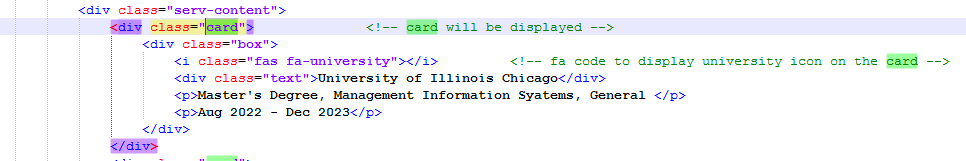 <div class="serv-content">
<div class="card"> <!-- card will be displayed -->
<div class="box">
<i class="fas fa-university"></i> <!-- fa code to display university icon on the card -->
<div class="text">University of Illinois Chicago</div>
<p>Master's Degree, Management Information Syatems, General </p>
<p>Aug 2022 - Dec 2023</p>
</div>
</div>